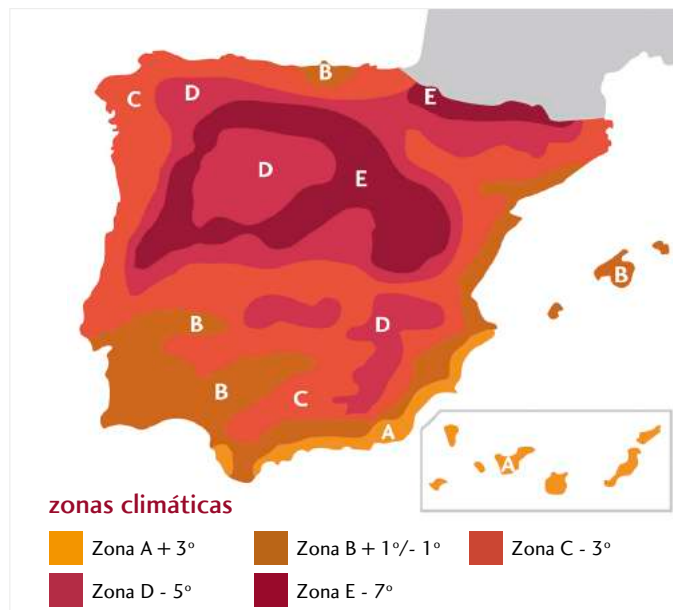 B
E
C
D
D
E
B
B
D
B
C
A
A
zonas climáticas
Zona A + 3º
Zona B + 1º/- 1º
Zona C - 3º
Zona D - 5º
Zona E - 7º